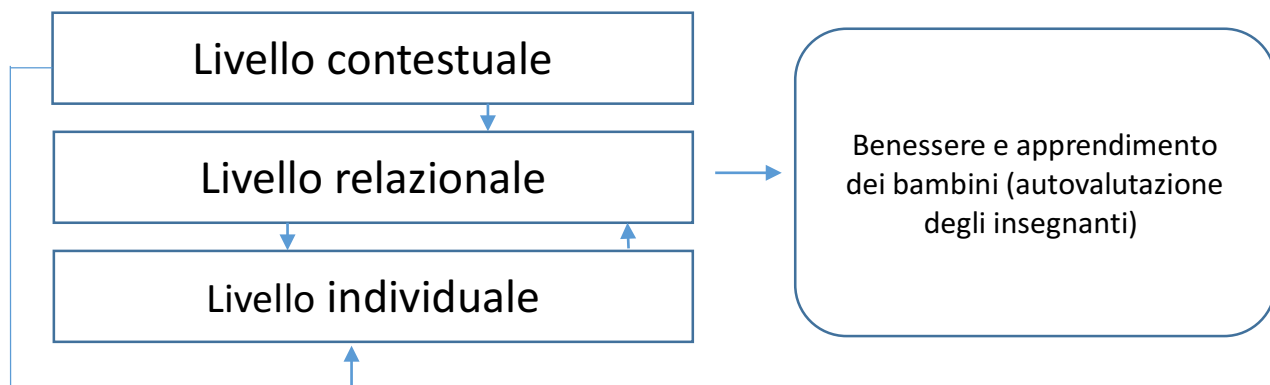 Livello contestuale
Livello relazionale
Livello individuale
Benessere e apprendimento
dei bambini (autovalutazione
degli insegnanti)